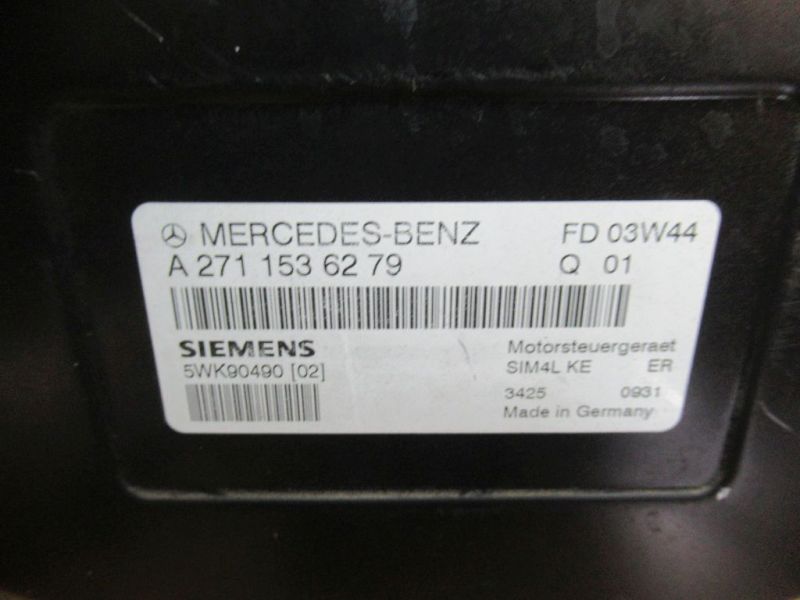 MERCEDES-BENZ FD 03W44
A 271 153 62 79 Q 01
SIEMENS Motorsteuergeraet
5WK90490 [02] SIM4L KE ER
3425 0931
Made in Germany